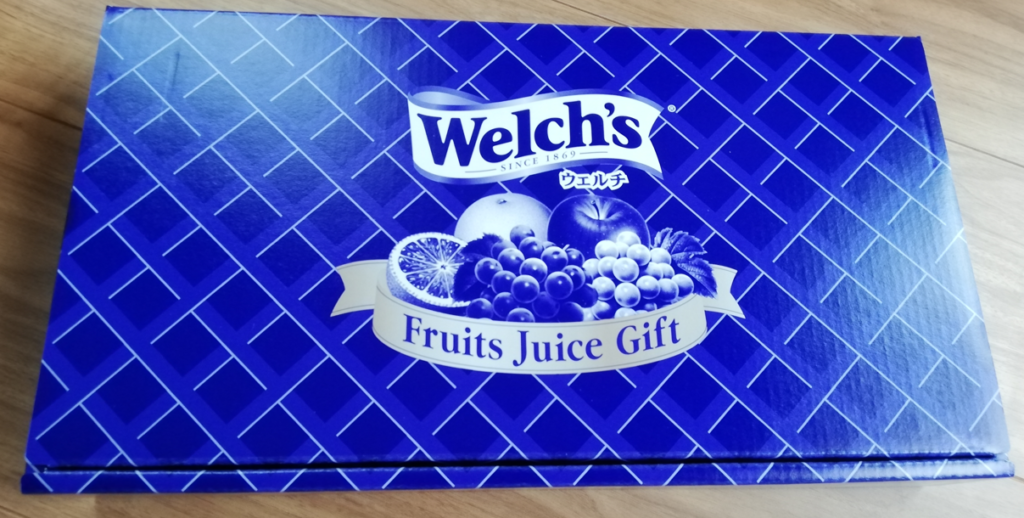 Welch's®
SINCE 1869
ウェルチ
Fruits Juice Gift